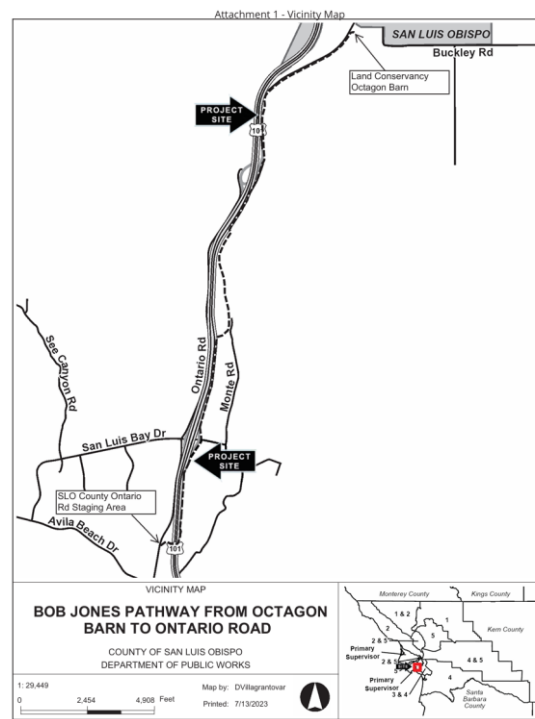 Attachment 1 - Vicinity Map
SAN LUIS OBISPO
Buckley Rd
Land Conservancy
Octagon Barn
PROJECT
SITE
101
See Canyon Rd
Ontario Rd
Monte Rd
San Luis Bay Dr
PROJECT
SITE
SLO County Ontario
Rd Staging Area
Avila Beach Dr
101
VICINITY MAP
BOB JONES PATHWAY FROM OCTAGON
BARN TO ONTARIO ROAD
COUNTY OF SAN LUIS OBISPO
DEPARTMENT OF PUBLIC WORKS
1: 29,449
0 2,454 4,908 Feet
Map by: DVillagrantovar
Printed: 7/13/2023
Monterey County
Kings County
1 & 2
1
2
Kern County
2 & 5
5
Primary
Supervisor
2 & 5
4 & 5
3
Primary
Supervisor
4
3 & 4
Santa
Barbara
County